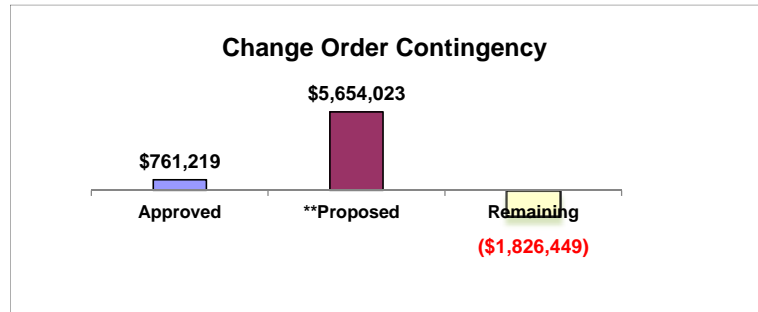 Change Order Contingency
$5,654,023
$761,219
Approved
**Proposed
Remaining
($1,826,449)